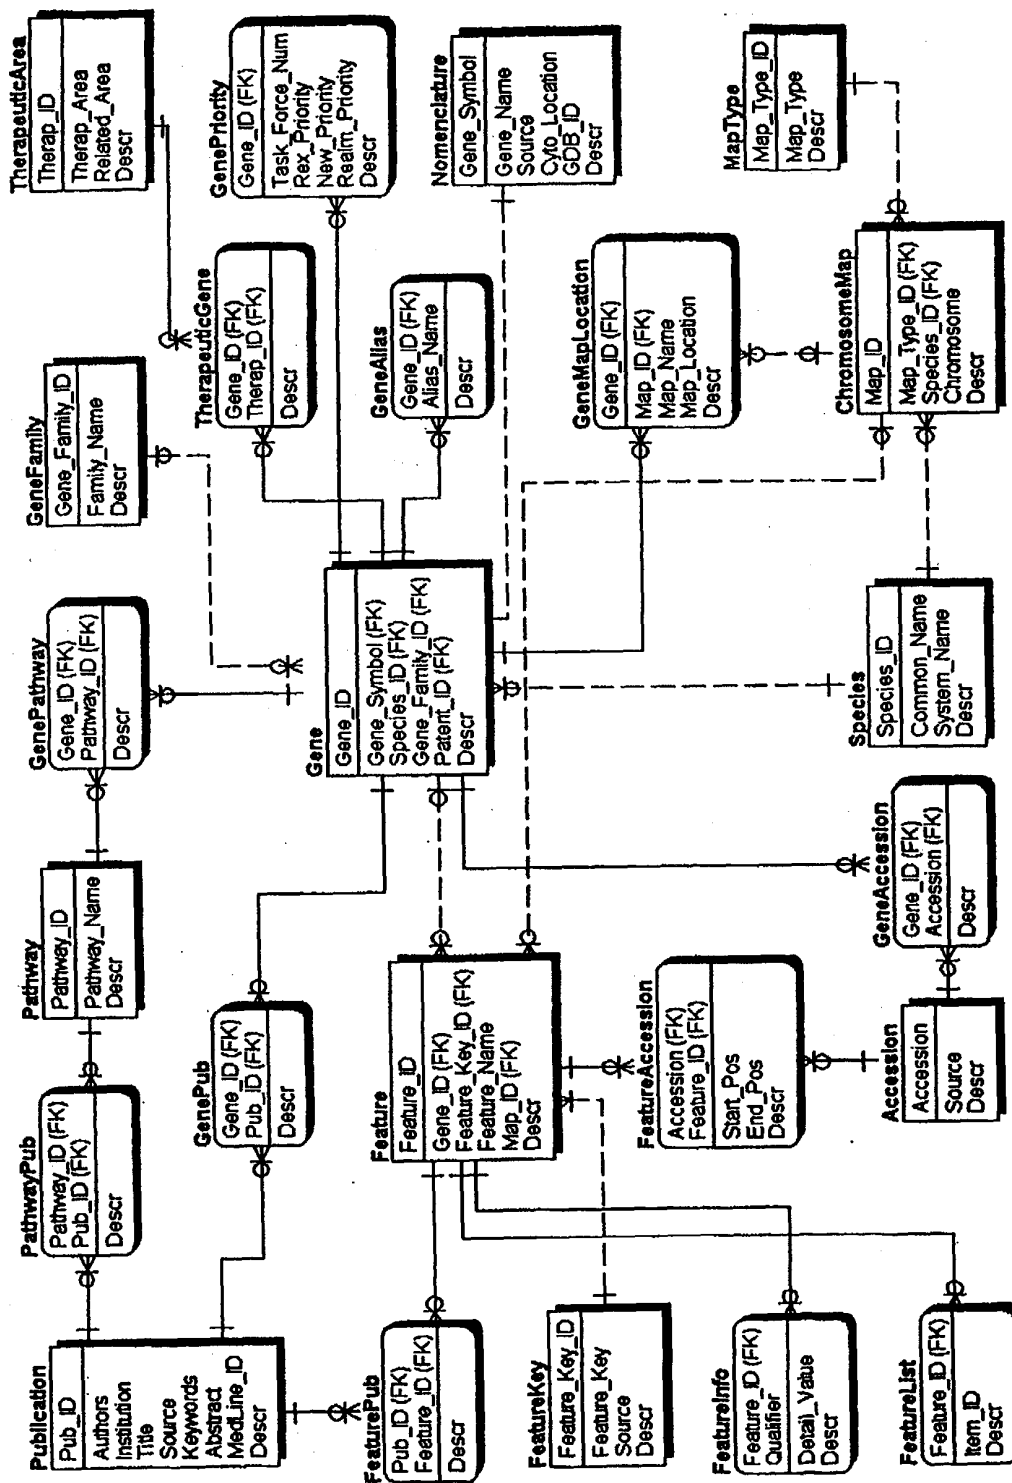 Publication
Pub_ID
Authors
Institution
Title
Source
Keywords
Abstract
MedLine_ID
Descr
PathwayPub
Pathway_ID (FK)
Pub_ID (FK)
Descr
Pathway
Pathway_ID
Pathway_Name
Descr
GenePathway
Gene_ID (FK)
Pathway_ID (FK)
Descr
GeneFamily
Gene_Family_ID
Family_Name
Descr
TherapeuticArea
Therap_ID
Therap_Area
Related_Area
Descr
GenePub
Gene_ID (FK)
Pub_ID (FK)
Descr
TherapeuticGene
Gene_ID (FK)
Therap_ID (FK)
Descr
GenePriority
Gene_ID (FK)
Task_Force_Num
Rex_Priority
New_Priority
Realm_Priority
Descr
Gene
Gene_ID
Gene_Symbol (FK)
Species_ID (FK)
Gene_Family_ID (FK)
Patent_ID (FK)
Descr
GeneAlias
Gene_ID (FK)
Alias_Name
Descr
Nomenclature
Gene_Symbol
Gene_Name
Source
Cyto_Location
GDB_ID
Descr
FeaturePub
Pub_ID (FK)
Feature_ID (FK)
Descr
Feature
Feature_ID
Gene_ID (FK)
Feature_Key_ID (FK)
Feature_Name
Map_ID (FK)
Descr
FeatureKey
Feature_Key_ID
Feature_Key
Source
Descr
FeatureAccession
Accession (FK)
Feature_ID (FK)
Start_Pos
End_Pos
Descr
GeneMapLocation
Gene_ID (FK)
Map_ID (FK)
Map_Name
Map_Location
Descr
MapType
Map_Type_ID
Map_Type
Descr
FeatureInfo
Feature_ID (FK)
Qualifier
Detail_Value
Descr
FeatureList
Feature_ID (FK)
Item_ID
Descr
Accession
Accession
Source
Descr
GeneAccession
Gene_ID (FK)
Accession (FK)
Descr
Species
Species_ID
Common_Name
System_Name
Descr
ChromosomeMap
Map_ID
Map_Type_ID (FK)
Species_ID (FK)
Chromosome
Descr